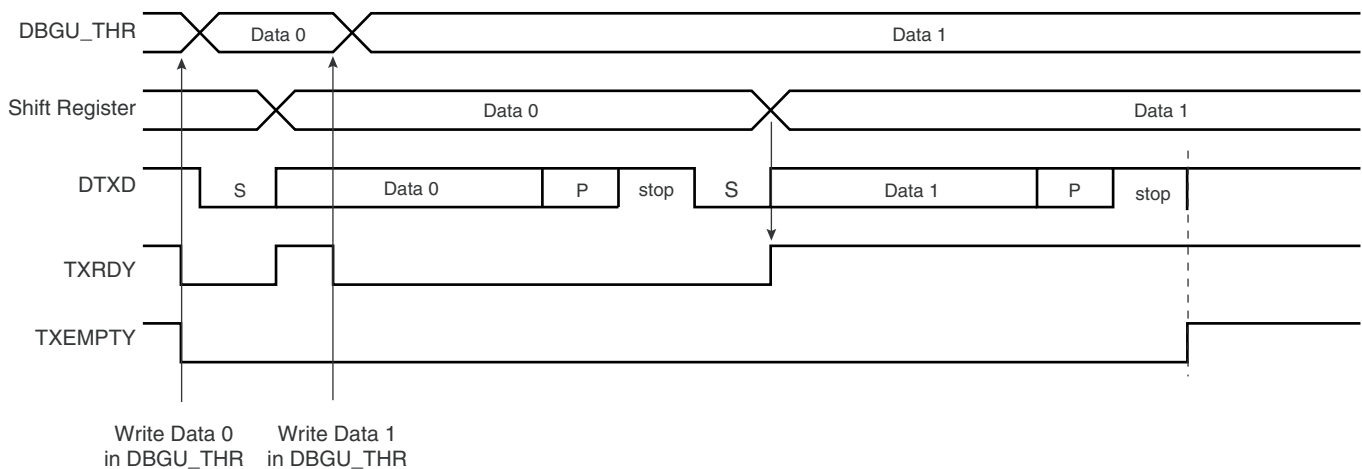 DBGU_THR
Data 0
Data 1
Shift Register
Data 0
Data 1
DTXD
S
Data 0
P
stop
S
Data 1
P
stop
TXRDY
TXEMPTY
Write Data 0
in DBGU_THR
Write Data 1
in DBGU_THR